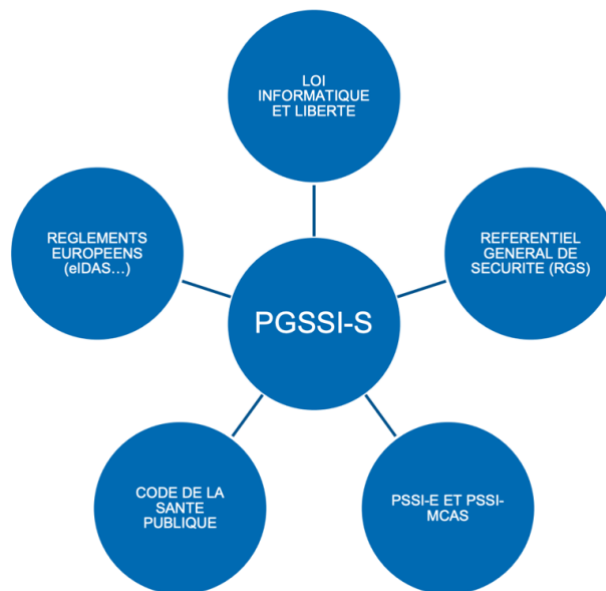 LOI
INFORMATIQUE
ET LIBERTE
REGLEMENTS
EUROPEENS
(eIDAS...)
REFERENTIEL
GENERAL DE
SECURITE (RGS)
PGSSI-S
CODE DE LA
SANTE
PUBLIQUE
PSSI-E ET PSSI-
MCAS